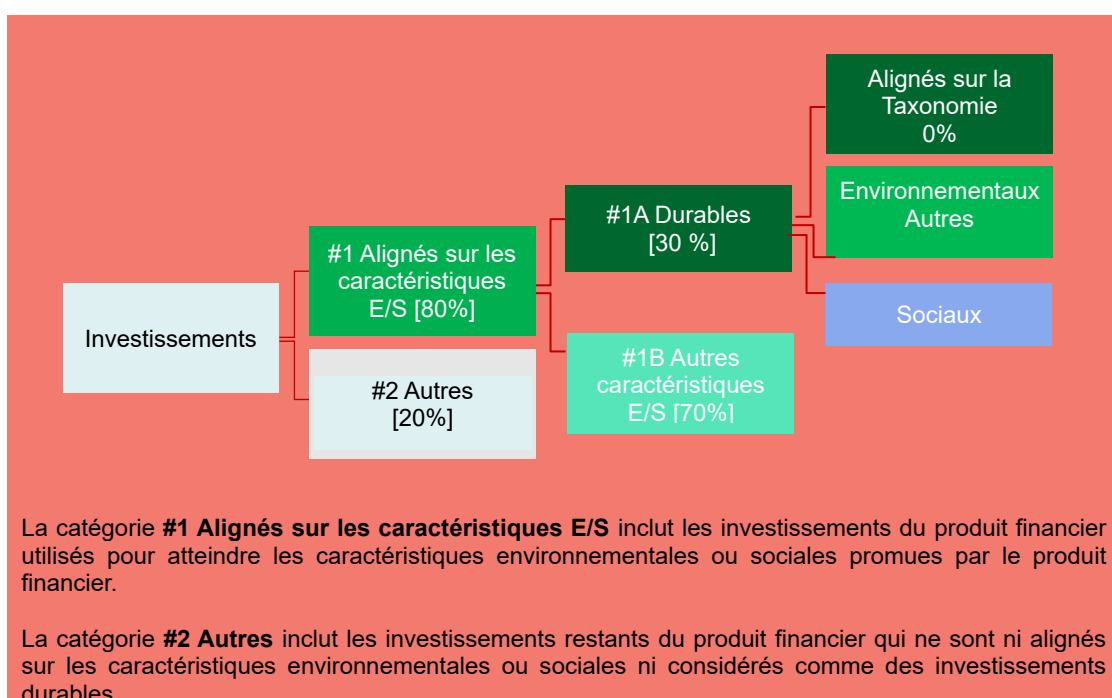 Alignés sur la
Taxonomie
0%
Environnementaux
Autres
#1A Durables
[30 %]
#1 Alignés sur les
caractéristiques
E/S [80%]
Sociaux
Investissements
#1B Autres
caractéristiques
E/S [70%]
#2 Autres
[20%]
La catégorie #1 Alignés sur les caractéristiques E/S inclut les investissements du produit financier
utilisés pour atteindre les caractéristiques environnementales ou sociales promues par le produit
financier.
La catégorie #2 Autres inclut les investissements restants du produit financier qui ne sont ni alignés
sur les caractéristiques environnementales ou sociales ni considérés comme des investissements
durables.